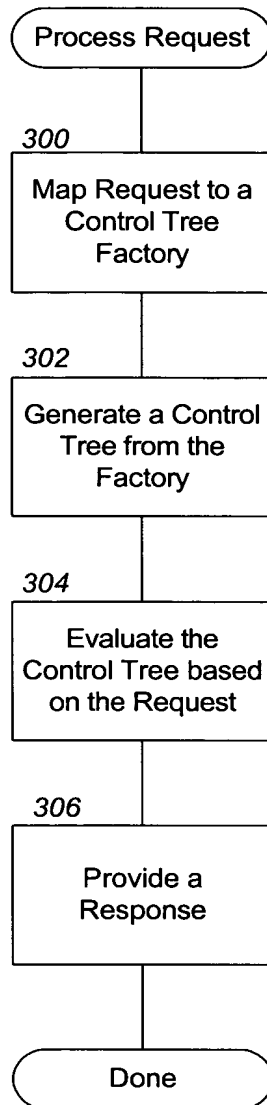 Process Request
300
Map Request to a
Control Tree
Factory
302
Generate a Control
Tree from the
Factory
304
Evaluate the
Control Tree based
on the Request
306
Provide a
Response
Done